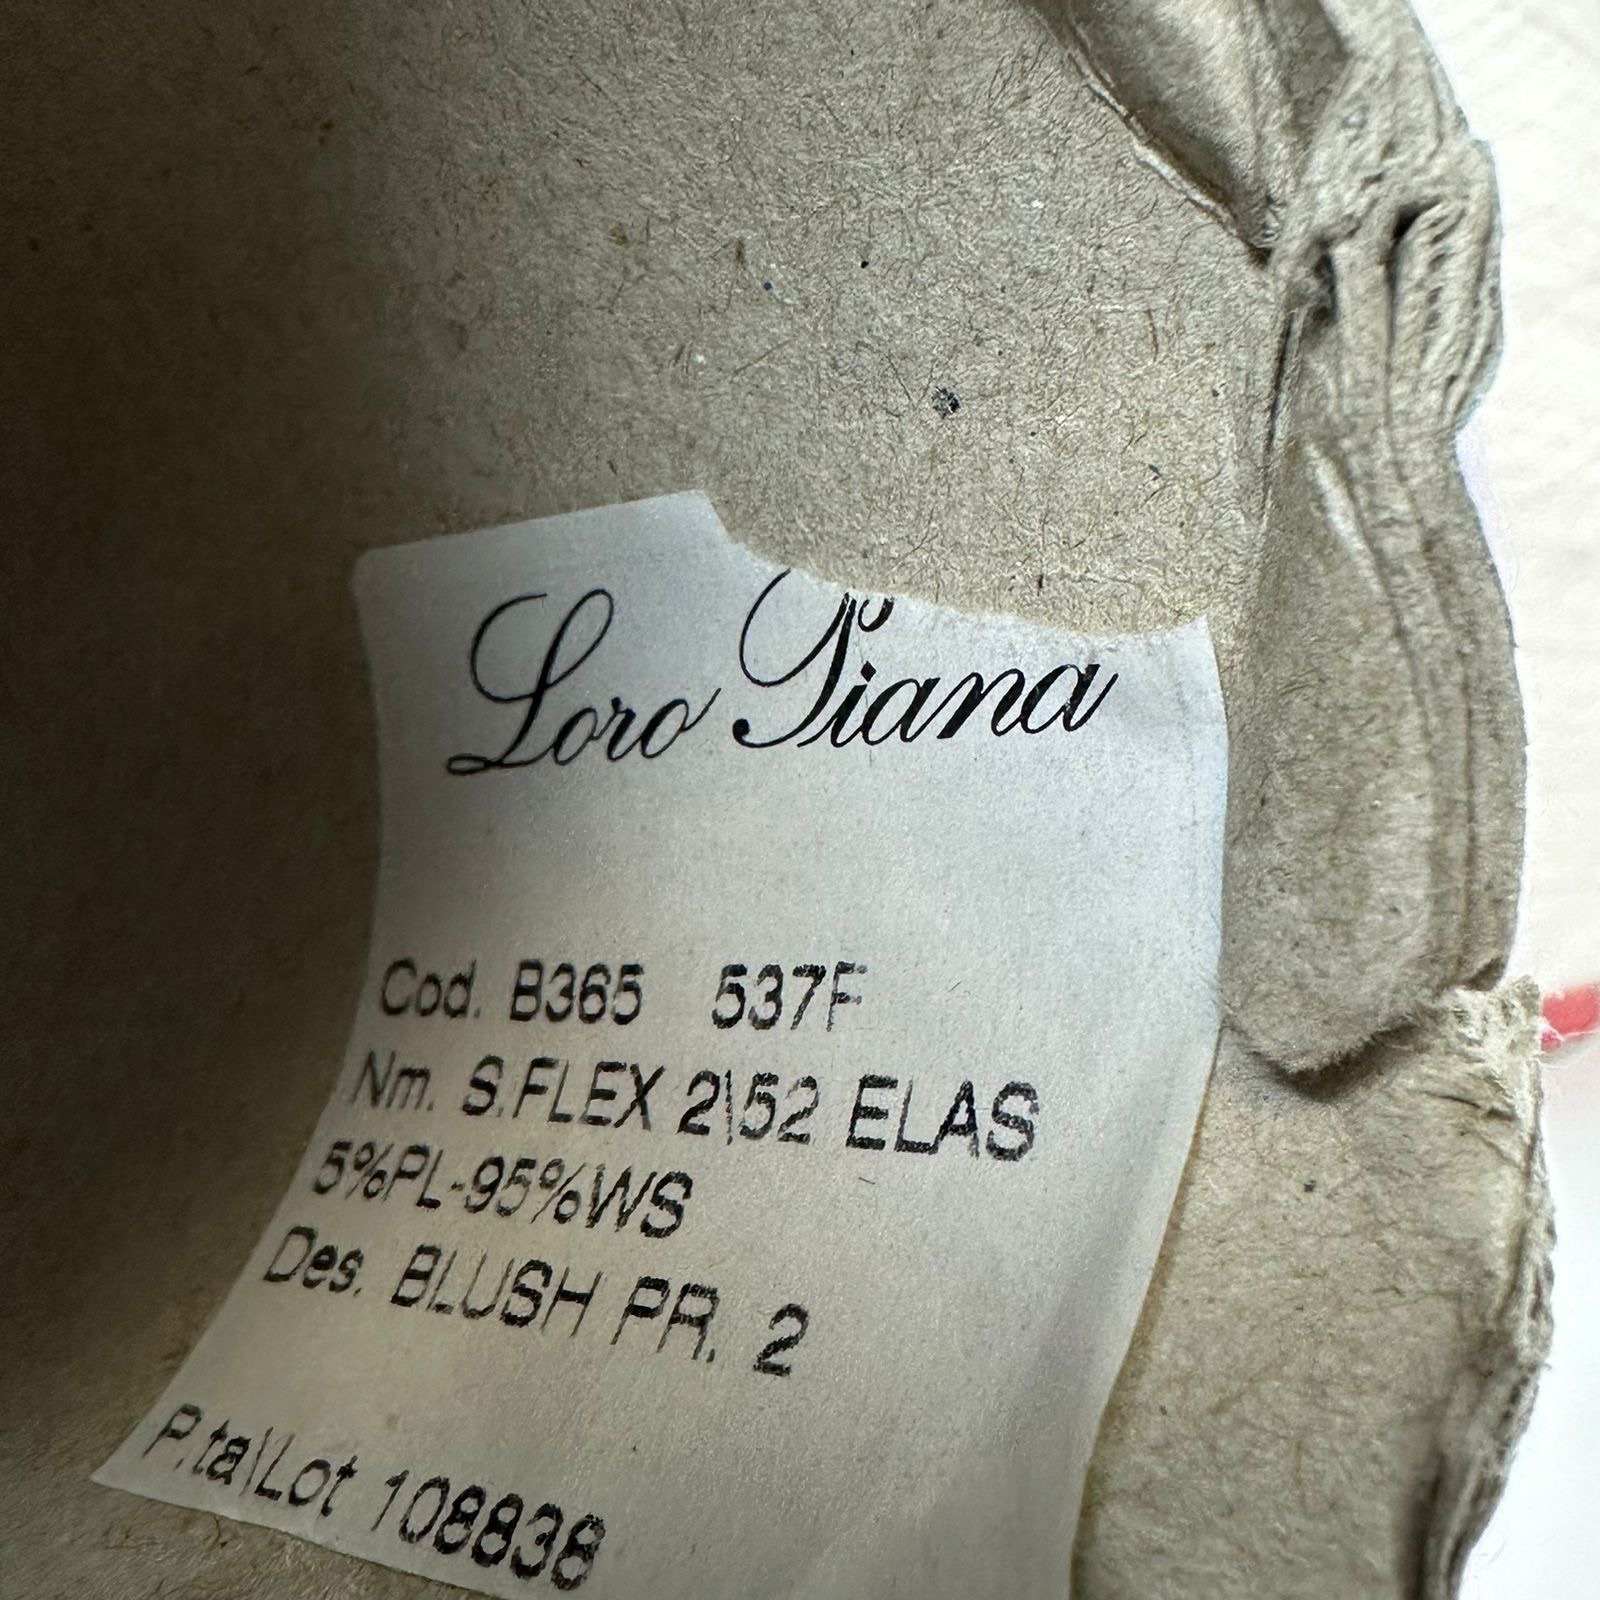 Loro Piana
Cod. B365 537F
Nm. S.FLEX 2\52 ELAS
5%PL-95%WS
Des. BLUSH PR. 2
P.ta\Lot 108838